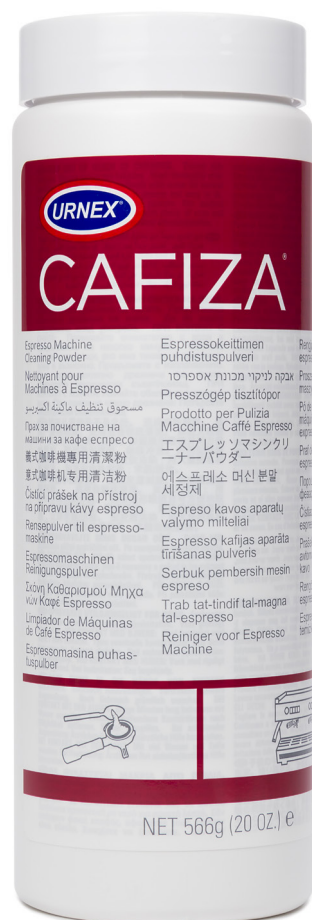 URNEX®
CAFIZA®
Espresso Machine
Cleaning Powder
Nettoyant pour
Machines à Espresso
مسحوق تنظيف ماكينة اكسبريسو
Прах за почистване на
машини за кафе еспресо
義式咖啡機專用清潔粉
意式咖啡机专用清洁粉
Čisticí prášek na přístroj
na přípravu kávy espreso
Rensepulver til espresso-
maskine
Espressomaschinen
Reinigungspulver
Σκόνη Καθαρισμού Μηχα
νών Καφέ Espresso
Limpiador de Máquinas
de Café Espresso
Espressomasina puhas-
tuspulber
Espressokeittimen
puhdistuspulveri
אבקה לניקוי מכונת אספרסו
Presszógép tisztítópor
Prodotto per Pulizia
Macchine Caffé Espresso
エスプレッソマシンクリ
ーナーパウダー
에스프레소 머신 분말
세정제
Espreso kavos aparatų
valymo milteliai
Espresso kafijas aparāta
tīrīšanas pulveris
Serbuk pembersih mesin
espreso
Trab tat-tindif tal-magna
tal-espresso
Reiniger voor Espresso
Machine
NET 566g (20 OZ.) e